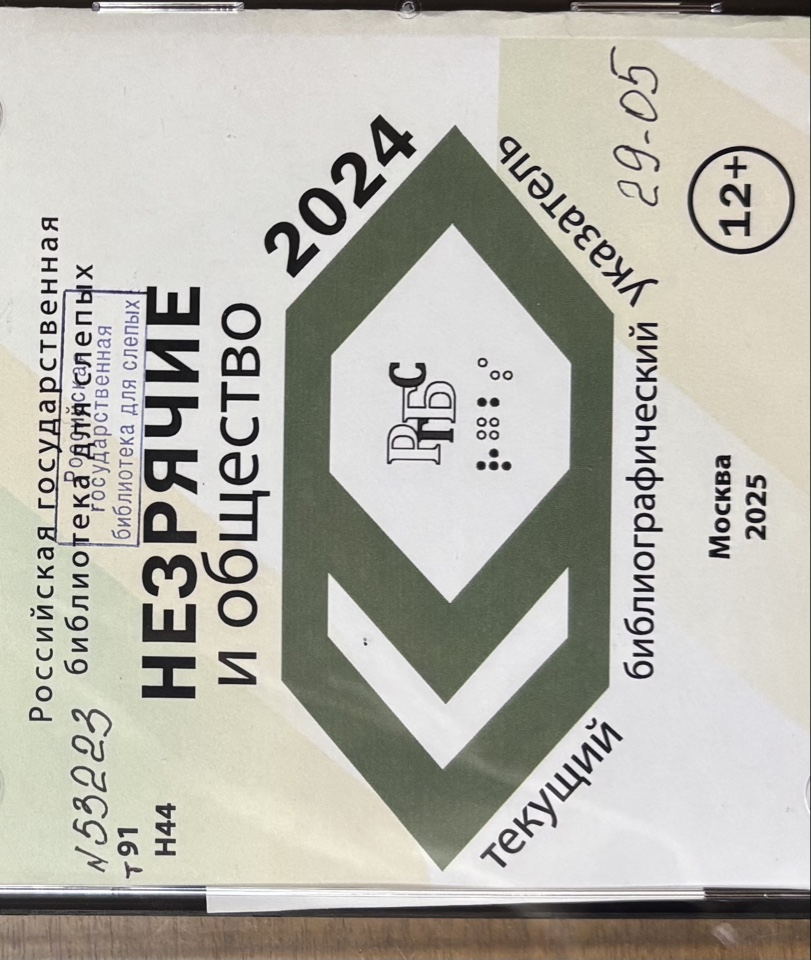 Российская государственная
библиотека для слепых
Российская
государственная
библиотека для слепых
N53223
т91
Н44
НЕЗРЯЧИЕ
и общество
2024
РГБС
текущий
библиографический
указатель
29-05
Москва
2025
12+